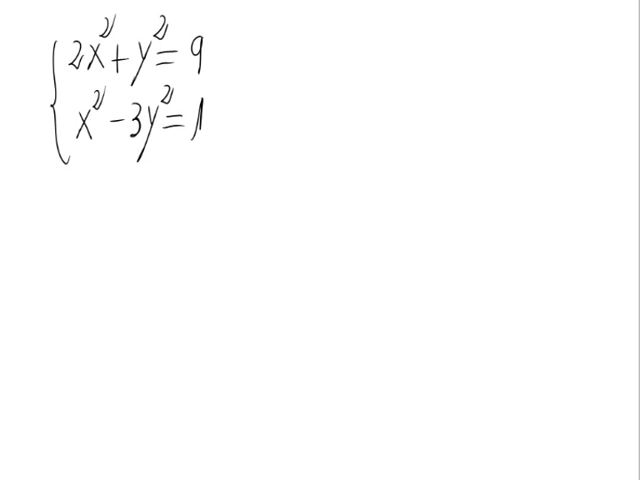 2x² + y² = 9
x² - 3y² = 1